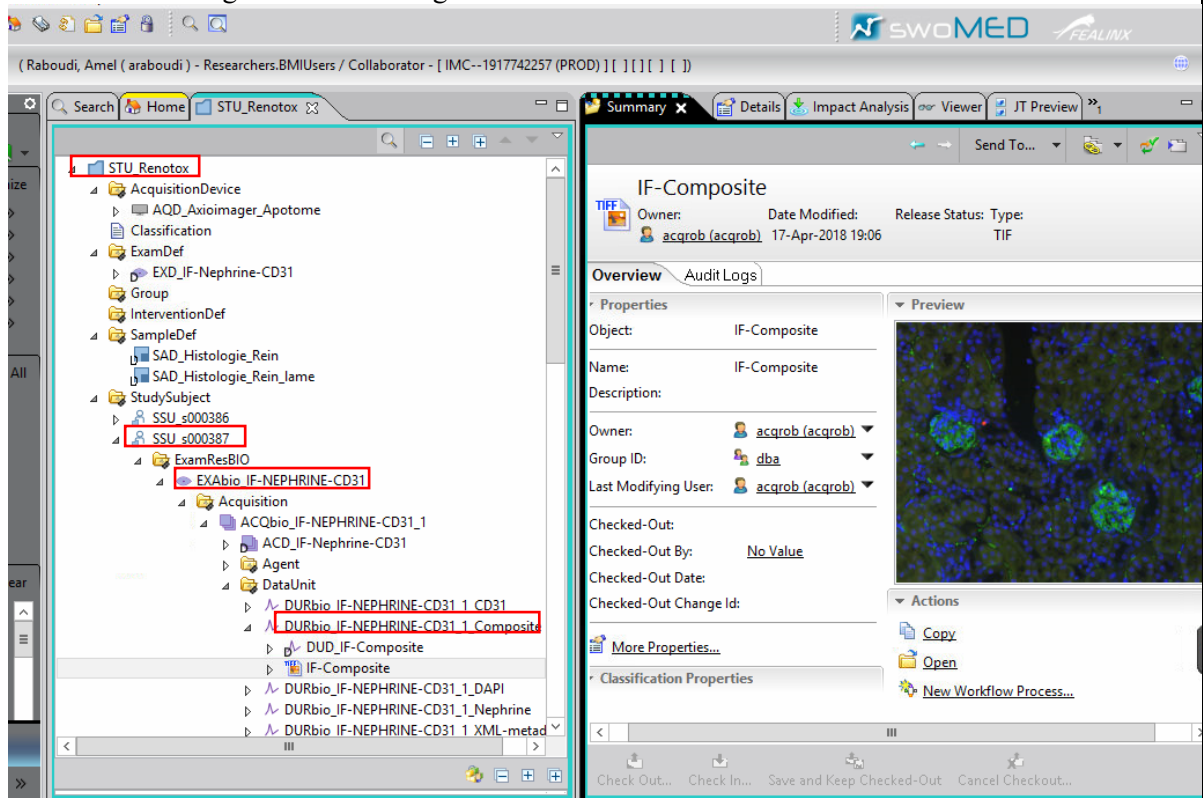 swoMED FEALINX
( Raboudi, Amel ( araboudi ) - Researchers.BMIUsers / Collaborator - [ IMC--1917742257 (PROD) ] [ ] [ ] [ ] [ ])
Search Home STU_Renotox
STU_Renotox
AcquisitionDevice
AQD_Axioimager_Apotome
Classification
ExamDef
EXD_IF-Nephrine-CD31
Group
InterventionDef
SampleDef
SAD_Histologie_Rein
SAD_Histologie_Rein_lame
StudySubject
SSU_s000386
SSU_s000387
ExamResBIO
EXAbio_IF-NEPHRINE-CD31
Acquisition
ACQbio_IF-NEPHRINE-CD31_1
ACD_IF-Nephrine-CD31
Agent
DataUnit
DURbio_IF-NEPHRINE-CD31_1_CD31
DURbio_IF-NEPHRINE-CD31_1_Composite
DUD_IF-Composite
TIFF IF-Composite
DURbio_IF-NEPHRINE-CD31_1_DAPI
DURbio_IF-NEPHRINE-CD31_1_Nephrine
DURbio_IF-NEPHRINE-CD31_1_XML-metad
Summary Details Impact Analysis Viewer JT Preview »1
Send To...
IF-Composite
TIFF
Owner: Date Modified: Release Status: Type:
acqrob (acqrob) 17-Apr-2018 19:06 TIF
Overview Audit Logs
Properties
Object: IF-Composite
Name: IF-Composite
Description:
Owner: acqrob (acqrob)
Group ID: dba
Last Modifying User: acqrob (acqrob)
Checked-Out:
Checked-Out By: No Value
Checked-Out Date:
Checked-Out Change Id:
More Properties...
Classification Properties
Preview
Actions
Copy
Open
New Workflow Process...
Check Out... Check In... Save and Keep Checked-Out Cancel Checkout...
ize
All
ear